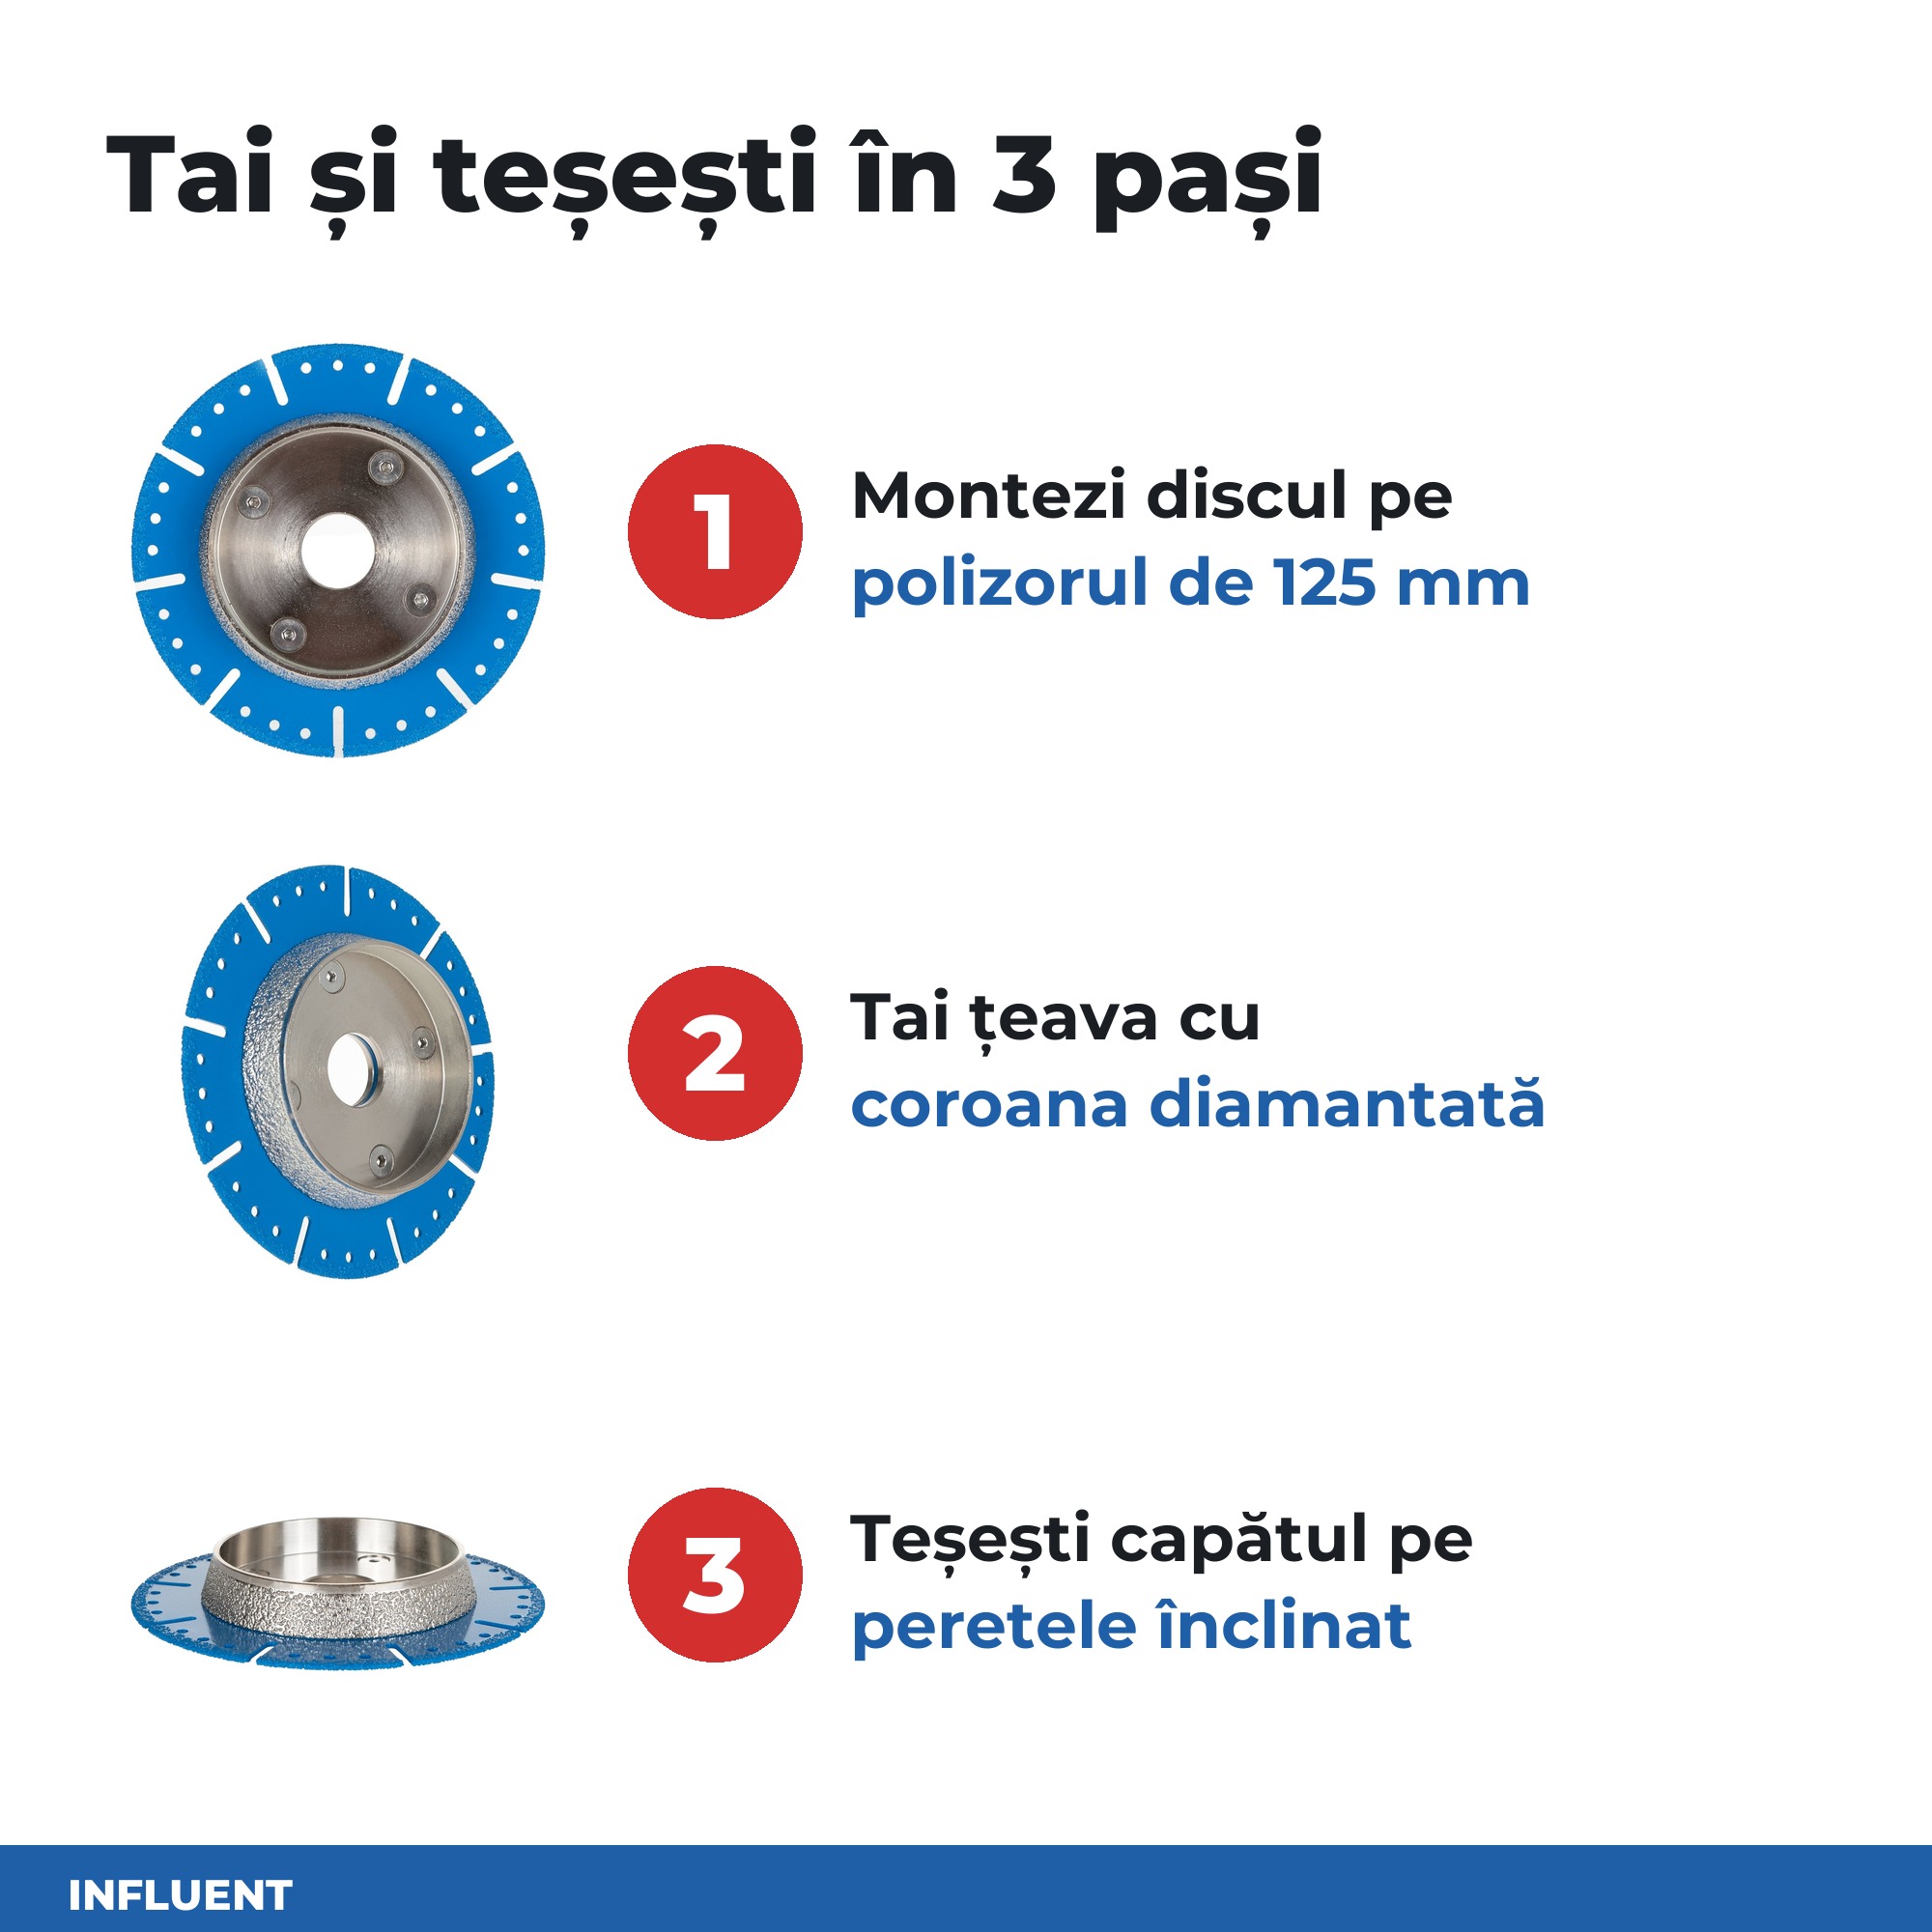 Tai și teșești în 3 pași
1
Montezi discul pe
polizorul de 125 mm
2
Tai țeava cu
coroana diamantată
3
Teșești capătul pe
peretele înclinat
INFLUENT